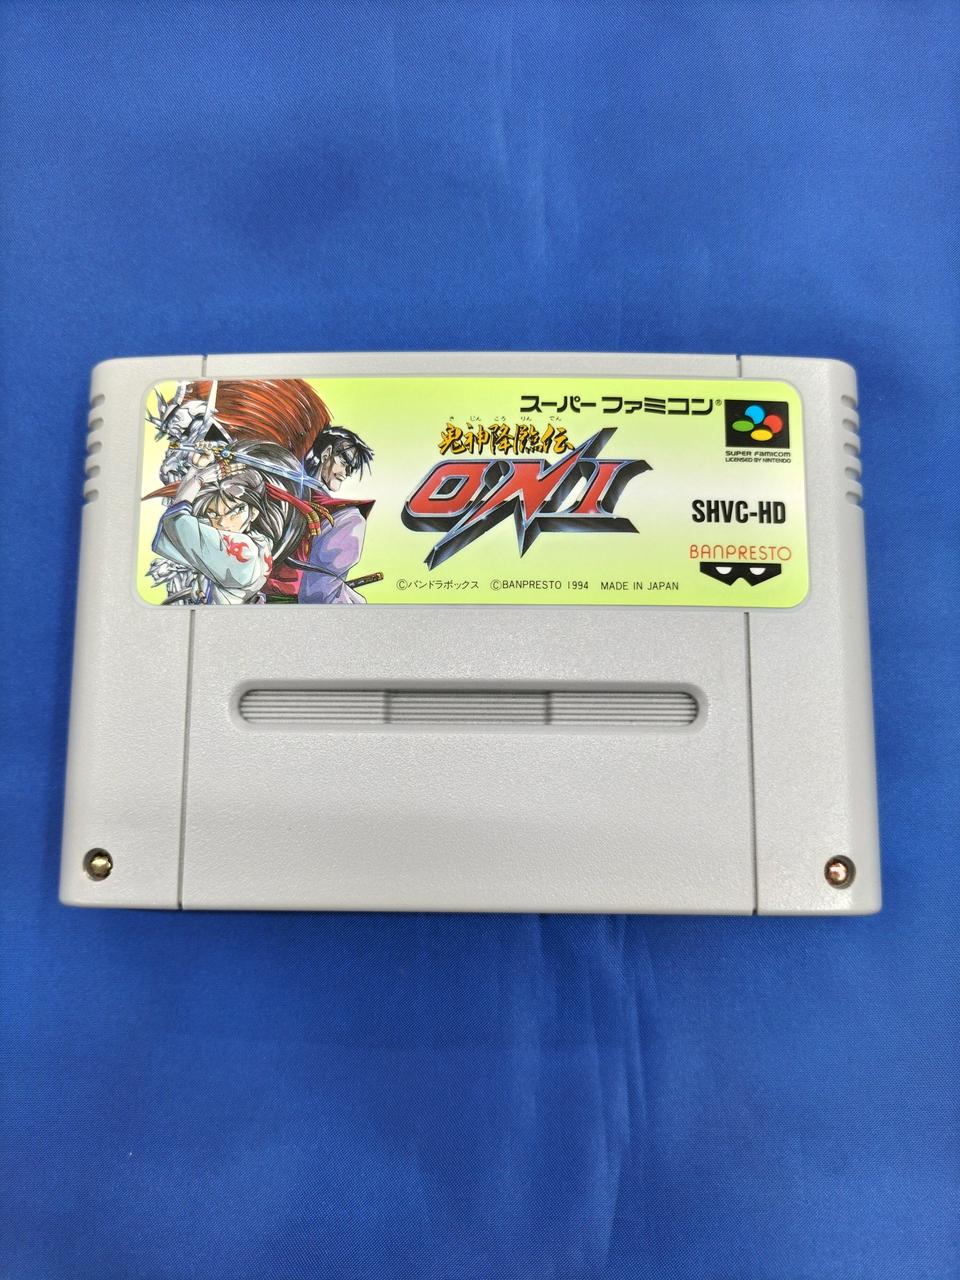 スーパーファミコン®
き じん こう りん でん
鬼神降臨伝
ONI
SUPER FAMICOM
LICENSED BY NINTENDO
SHVC-HD
BANPRESTO
©パンドラボックス ©BANPRESTO 1994 MADE IN JAPAN